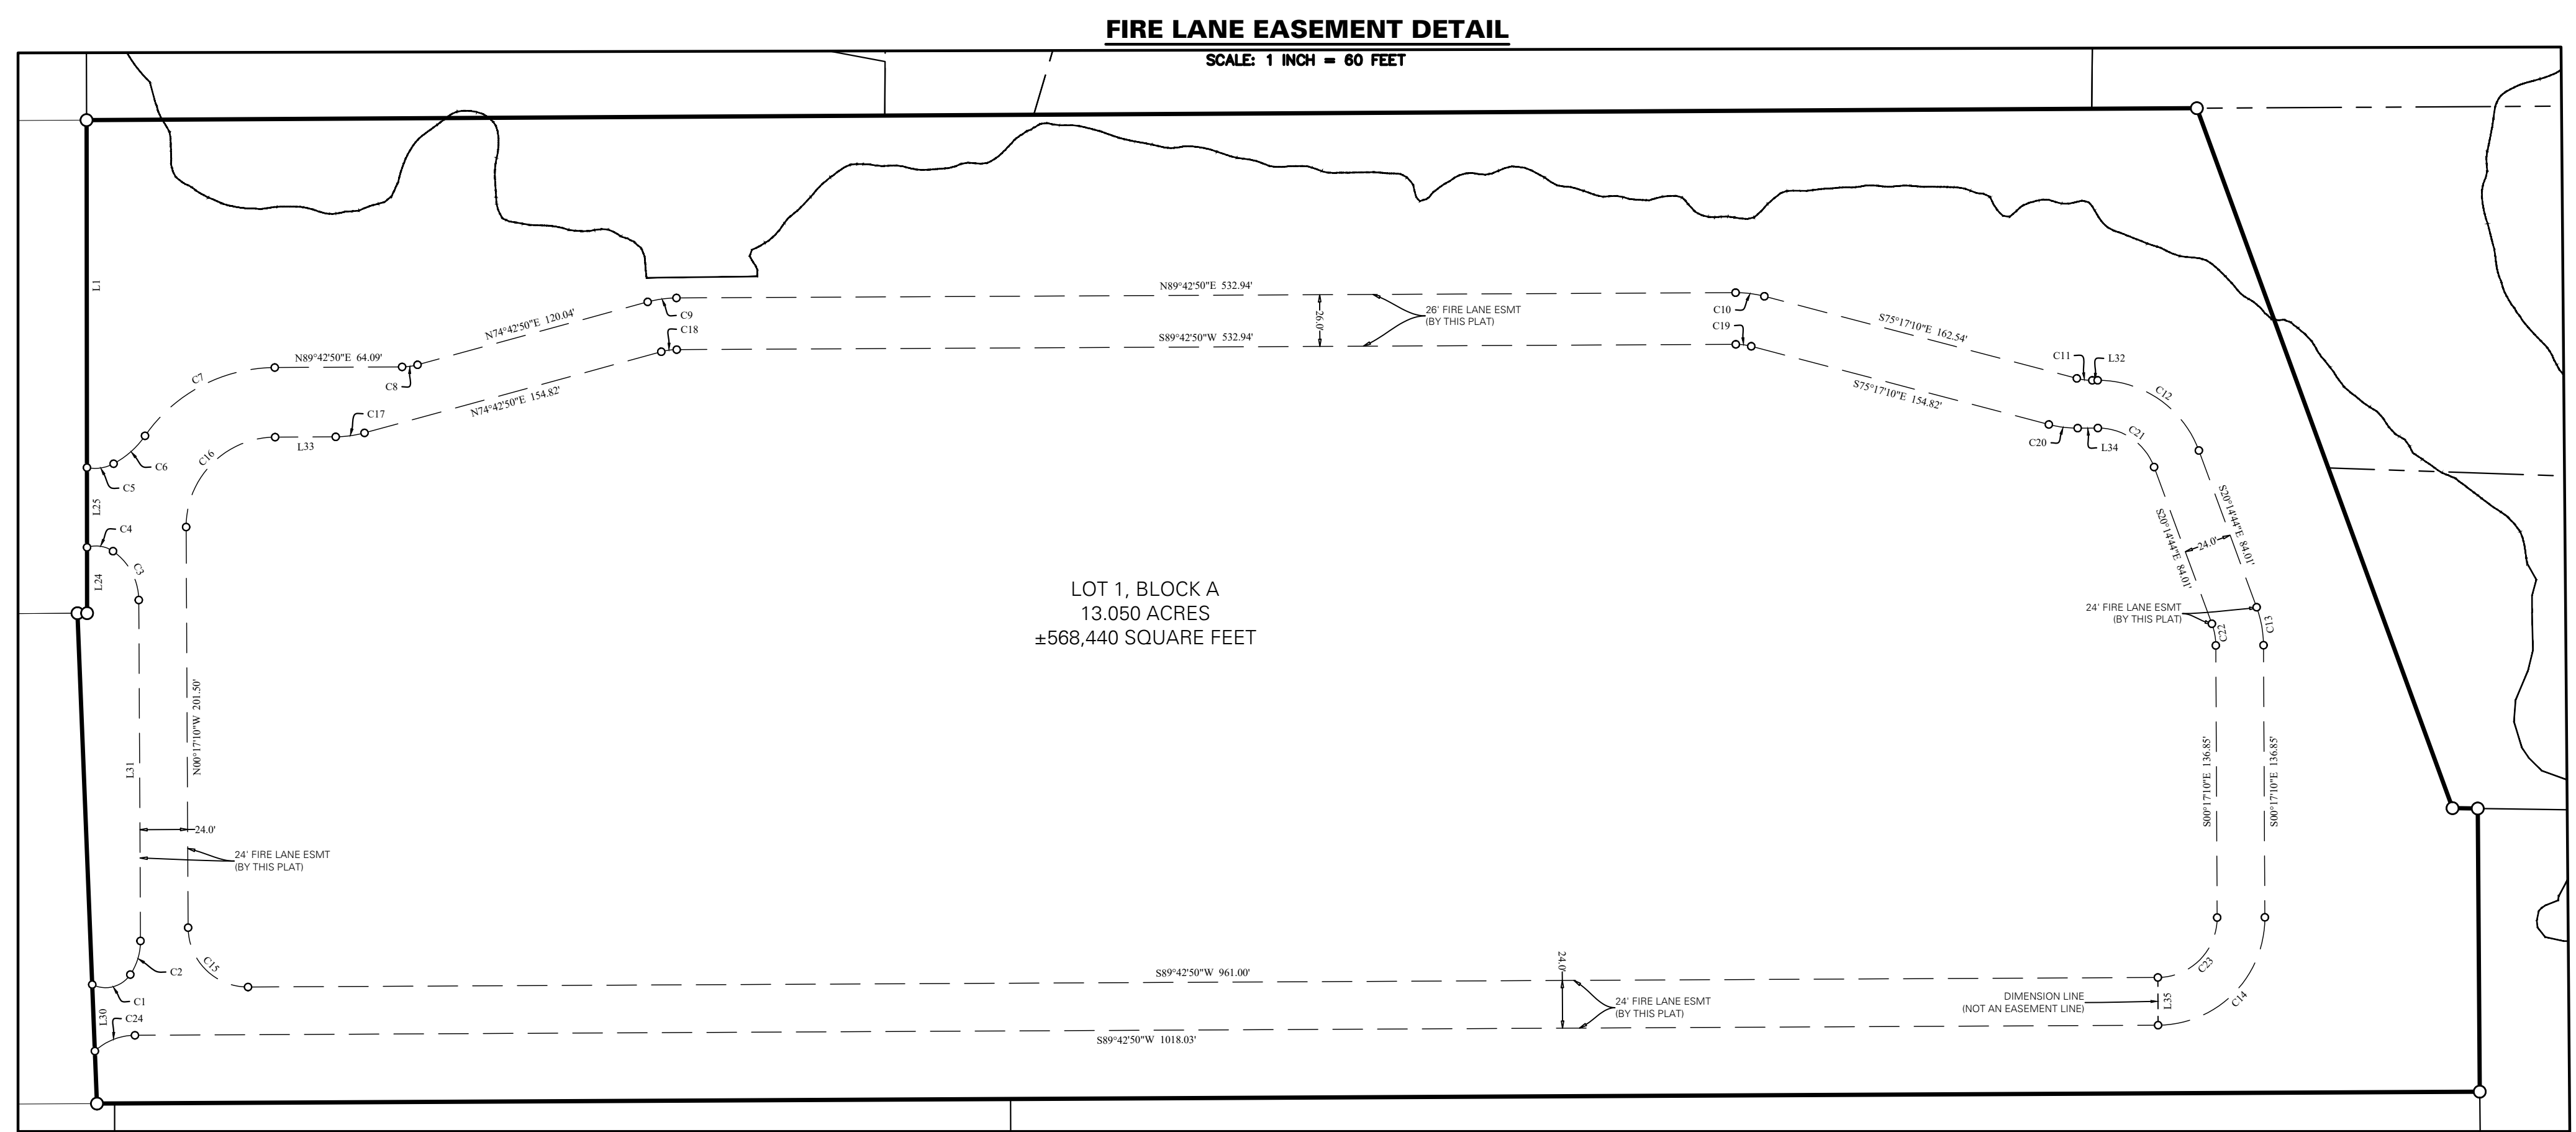 FIRE LANE EASEMENT DETAIL
SCALE: 1 INCH = 60 FEET
L1
N89°42'50"E 532.94'
C9
C18
26.0'
26' FIRE LANE ESMT
(BY THIS PLAT)
C10
C19
S89°42'50"W 532.94'
N74°42'50"E 120.04'
S75°17'10"E 162.54'
N89°42'50"E 64.09'
C11
L32
C7
C8
C12
N74°42'50"E 154.82'
S75°17'10"E 154.82'
C17
L33
C20
L34
C21
C16
C6
C5
L25
C4
S20°14'44"E 84.01'
S20°14'44"E 84.01'
24.0'
C3
L24
LOT 1, BLOCK A
13.050 ACRES
±568,440 SQUARE FEET
24' FIRE LANE ESMT
(BY THIS PLAT)
C22
C13
N00°17'10"W 201.50'
L31
S00°17'10"E 136.85'
S00°17'10"E 136.85'
24.0'
24' FIRE LANE ESMT
(BY THIS PLAT)
C15
C2
C1
S89°42'50"W 961.00'
24.0'
C23
L30
C24
24' FIRE LANE ESMT
(BY THIS PLAT)
DIMENSION LINE
(NOT AN EASEMENT LINE)
L35
C14
S89°42'50"W 1018.03'